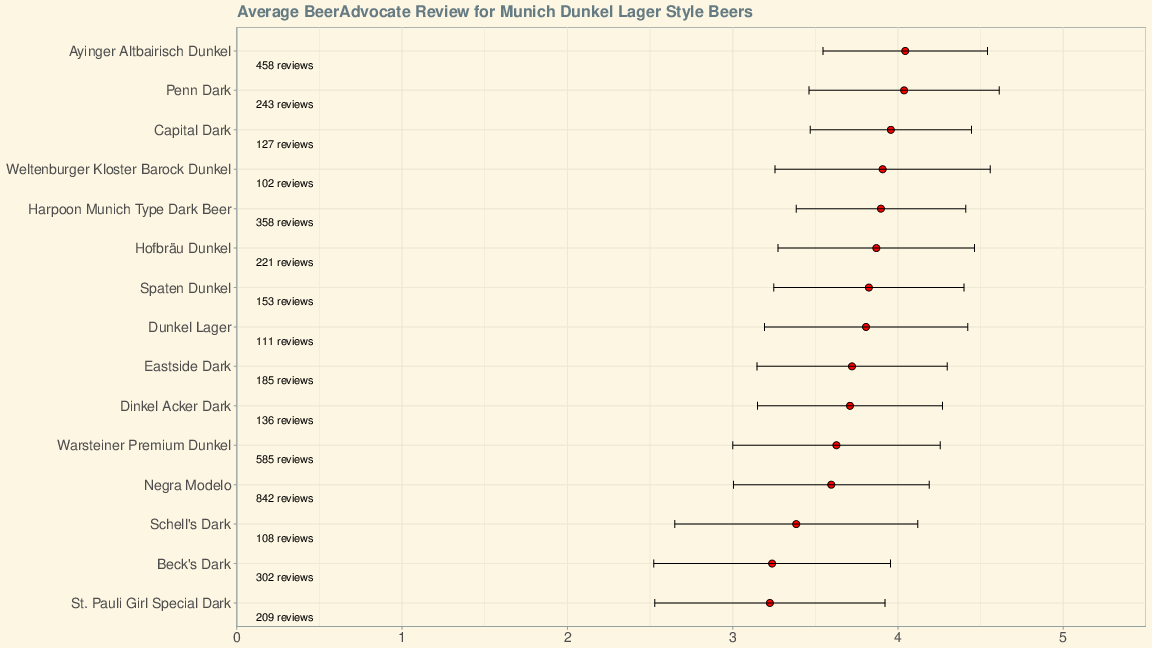 Average BeerAdvocate Review for Munich Dunkel Lager Style Beers
Ayinger Altbairisch Dunkel
458 reviews
Penn Dark
243 reviews
Capital Dark
127 reviews
Weltenburger Kloster Barock Dunkel
102 reviews
Harpoon Munich Type Dark Beer
358 reviews
Hofbräu Dunkel
221 reviews
Spaten Dunkel
153 reviews
Dunkel Lager
111 reviews
Eastside Dark
185 reviews
Dinkel Acker Dark
136 reviews
Warsteiner Premium Dunkel
585 reviews
Negra Modelo
842 reviews
Schell's Dark
108 reviews
Beck's Dark
302 reviews
St. Pauli Girl Special Dark
209 reviews
0 1 2 3 4 5